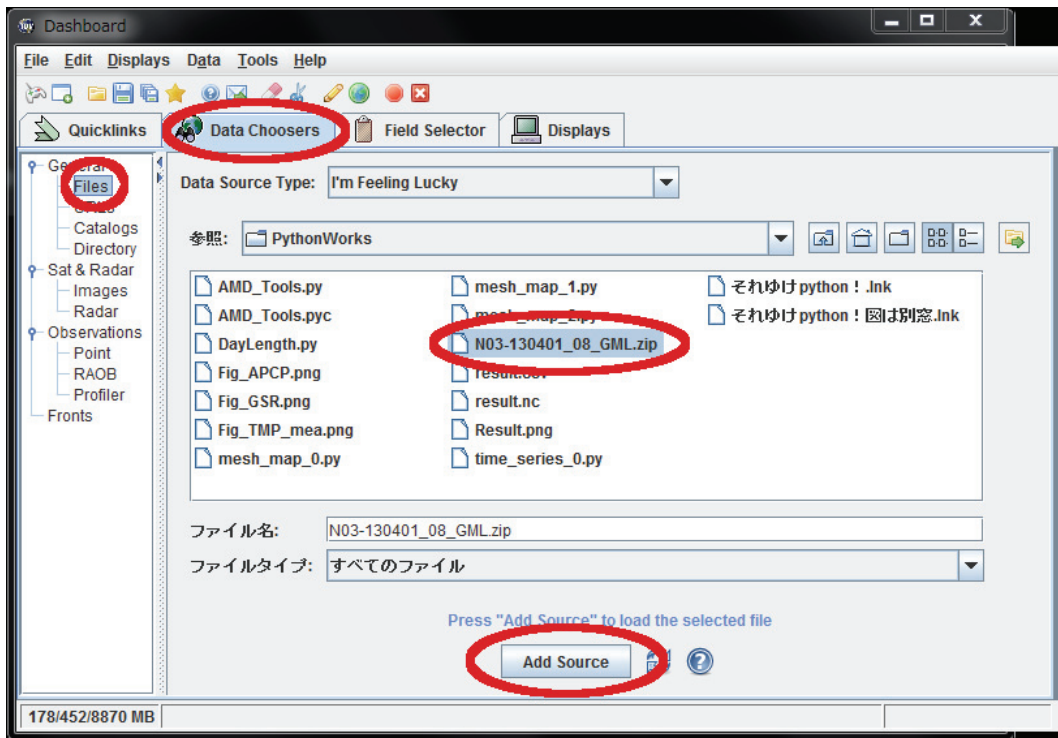 Dashboard
File Edit Displays Data Tools Help
Quicklinks Data Choosers Field Selector Displays
General
Files
Catalogs
Directory
Sat & Radar
Images
Radar
Observations
Point
RAOB
Profiler
Fronts
Data Source Type: I'm Feeling Lucky
参照: PythonWorks
AMD_Tools.py
AMD_Tools.pyc
DayLength.py
Fig_APCP.png
Fig_GSR.png
Fig_TMP_mea.png
mesh_map_0.py
mesh_map_1.py
mesh_map_2.py
N03-130401_08_GML.zip
result.nc
Result.png
time_series_0.py
それゆけpython！.lnk
それゆけpython！図は別窓.lnk
ファイル名: N03-130401_08_GML.zip
ファイルタイプ: すべてのファイル
Press "Add Source" to load the selected file
Add Source
178/452/8870 MB